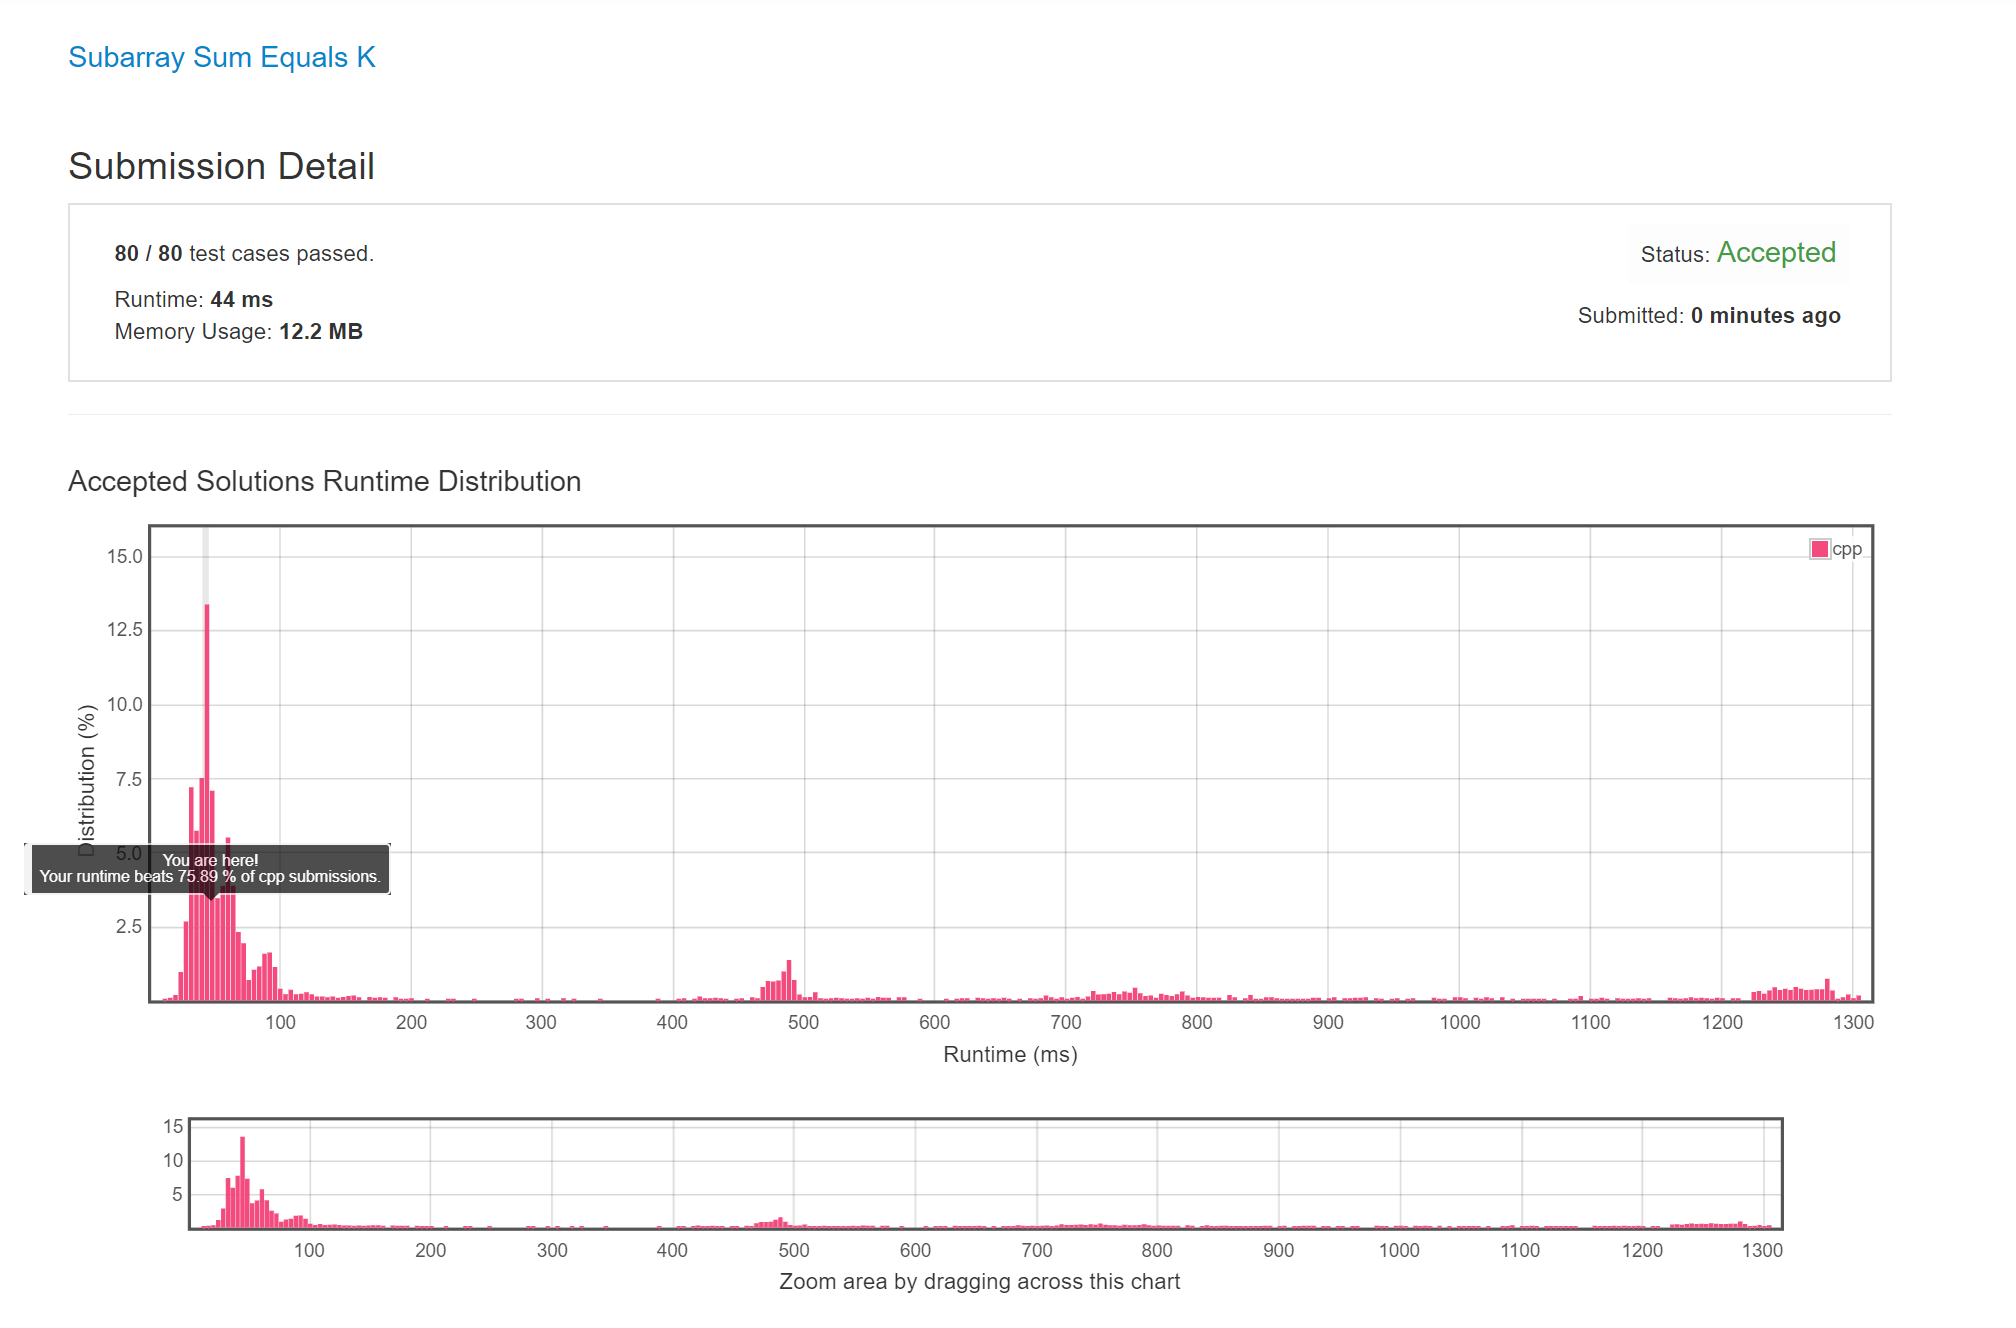 Subarray Sum Equals K
Submission Detail
80 / 80 test cases passed.
Status: Accepted
Runtime: 44 ms
Submitted: 0 minutes ago
Memory Usage: 12.2 MB
Accepted Solutions Runtime Distribution
15.0
cpp
12.5
10.0
Distribution (%)
7.5
5.0
You are here!
Your runtime beats 75.89 % of cpp submissions.
2.5
100 200 300 400 500 600 700 800 900 1000 1100 1200 1300
Runtime (ms)
15
10
5
100 200 300 400 500 600 700 800 900 1000 1100 1200 1300
Zoom area by dragging across this chart